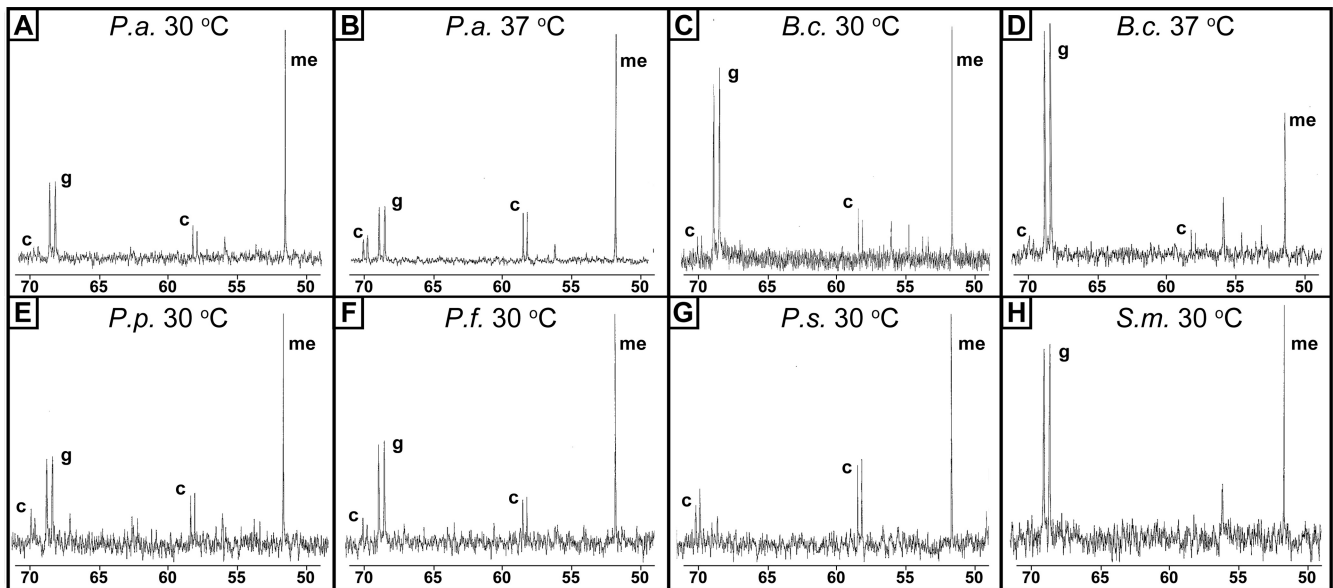 A P.a. 30 °C
me
g
c
c
70 65 60 55 50
B P.a. 37 °C
me
g
c
c
70 65 60 55 50
C B.c. 30 °C
me
g
c
c
70 65 60 55 50
D B.c. 37 °C
g
me
c
c
70 65 60 55 50
E P.p. 30 °C
me
g
c
c
70 65 60 55 50
F P.f. 30 °C
me
g
c
c
70 65 60 55 50
G P.s. 30 °C
me
c
c
70 65 60 55 50
H S.m. 30 °C
me
g
70 65 60 55 50